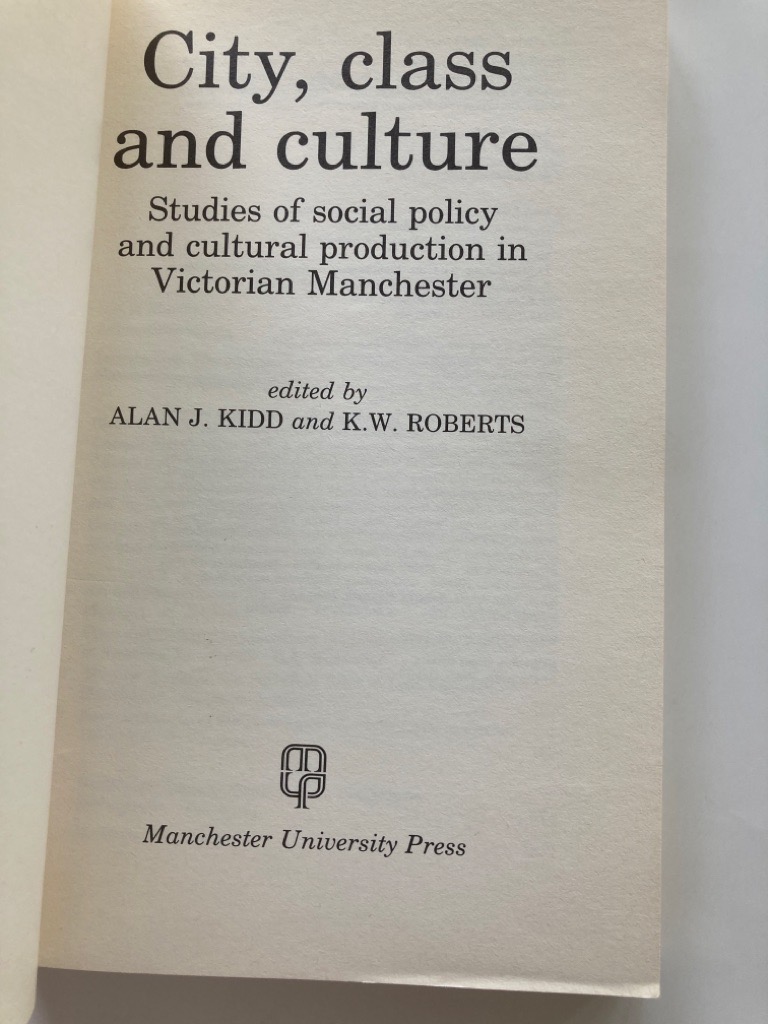 City, class
and culture
Studies of social policy
and cultural production in
Victorian Manchester
edited by
ALAN J. KIDD and K.W. ROBERTS
mup
Manchester University Press